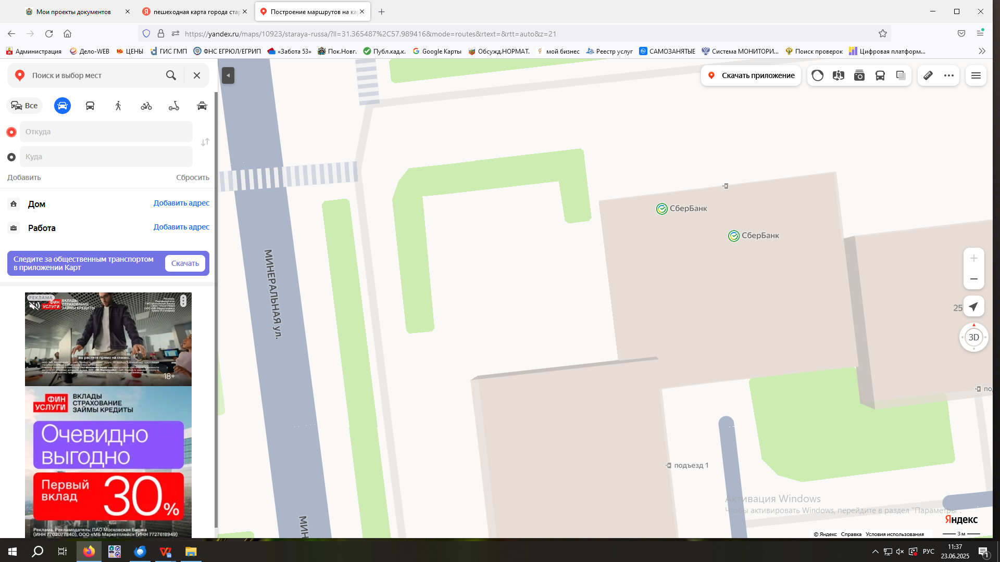 Мои проекты документов
пешеходная карта города стар
Построение маршрутов на ка
https://yandex.ru/maps/10923/staraya-russa/?ll=31.365487%2C57.989416&mode=routes&rtext=&rtt=auto&z=21
Администрация
Дело-WEB
ЦЕНЫ
ГИС ГМП
ФНС ЕГРЮЛ/ЕГРИП
«Забота 53»
Пок.Новг.
Публ.кад.к.
Google Карты
Обсужд.НОРМАТ.
мой бизнес
Реестр услуг
САМОЗАНЯТЫЕ
Система МОНИТОРИ...
Поиск проверок
Цифровая платформ...
Поиск и выбор мест
Скачать приложение
Все
Откуда
Куда
Добавить
Сбросить
Дом
Добавить адрес
Работа
Добавить адрес
Следите за общественным транспортом
в приложении Карт
Скачать
РЕКЛАМА
ФИН
УСЛУГИ
ВКЛАДЫ
СТРАХОВАНИЕ
ЗАЙМЫ КРЕДИТЫ
вы растете прямо на глазах.
18+
ФИН
УСЛУГИ
ВКЛАДЫ
СТРАХОВАНИЕ
ЗАЙМЫ КРЕДИТЫ
Очевидно
выгодно
Первый
вклад
30%
Реклама. Рекламодатель: ПАО Московская Биржа
(ИНН 7702077840), ООО «МБ Маркетплейс» (ИНН 7727618949)
МИНЕРАЛЬНАЯ ул.
МИН
СберБанк
СберБанк
25
3D
по
подъезд 1
Активация Windows
Чтобы активировать Windows, перейдите в раздел "Параметры".
Яндекс
© Яндекс Справка Условия использования
3 м
РУС
11:37
23.06.2025
1